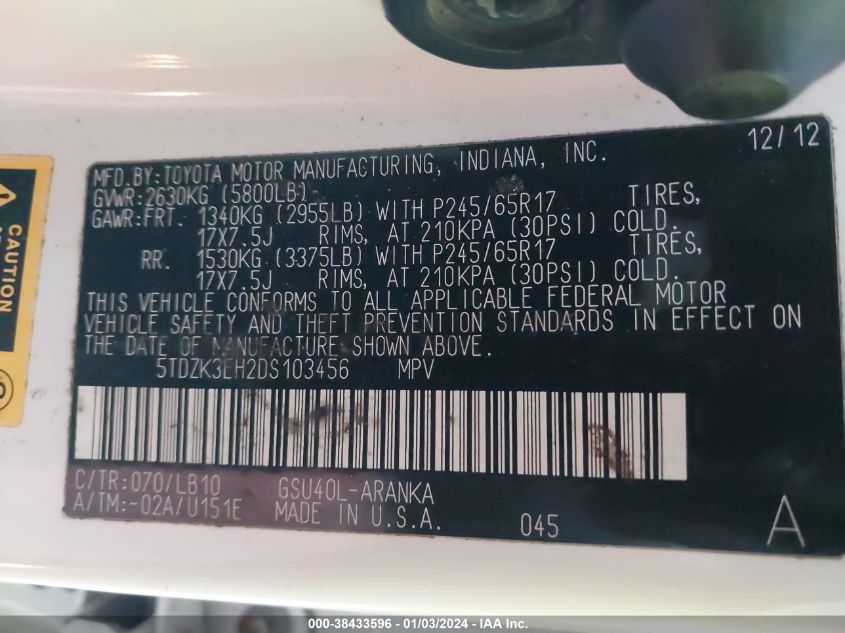 12/12
MFD.BY:TOYOTA MOTOR MANUFACTURING, INDIANA, INC.
GVWR:2630KG (5800LB)
GAWR:FRT. 1340KG (2955LB) WITH P245/65R17 TIRES,
17X7.5J RIMS, AT 210KPA (30PSI) COLD.
RR. 1530KG (3375LB) WITH P245/65R17 TIRES,
17X7.5J RIMS, AT 210KPA (30PSI) COLD.
THIS VEHICLE CONFORMS TO ALL APPLICABLE FEDERAL MOTOR
VEHICLE SAFETY AND THEFT PREVENTION STANDARDS IN EFFECT ON
THE DATE OF MANUFACTURE SHOWN ABOVE.
5TDZK3EH2DS103456 MPV
C/TR:070/LB10 GSU40L-ARANKA
A/TM:-02A/U151E MADE IN U.S.A. 045 A
CAUTION
000-38433596 - 01/03/2024 - IAA Inc.